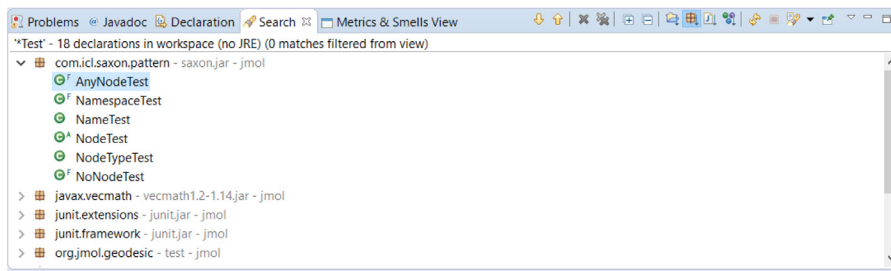 Problems @ Javadoc Declaration Search Metrics & Smells View
'*Test' - 18 declarations in workspace (no JRE) (0 matches filtered from view)
com.icl.saxon.pattern - saxon.jar - jmol
AnyNodeTest
NamespaceTest
NameTest
NodeTest
NodeTypeTest
NoNodeTest
javax.vecmath - vecmath1.2-1.14.jar - jmol
junit.extensions - junit.jar - jmol
junit.framework - junit.jar - jmol
org.jmol.geodesic - test - jmol